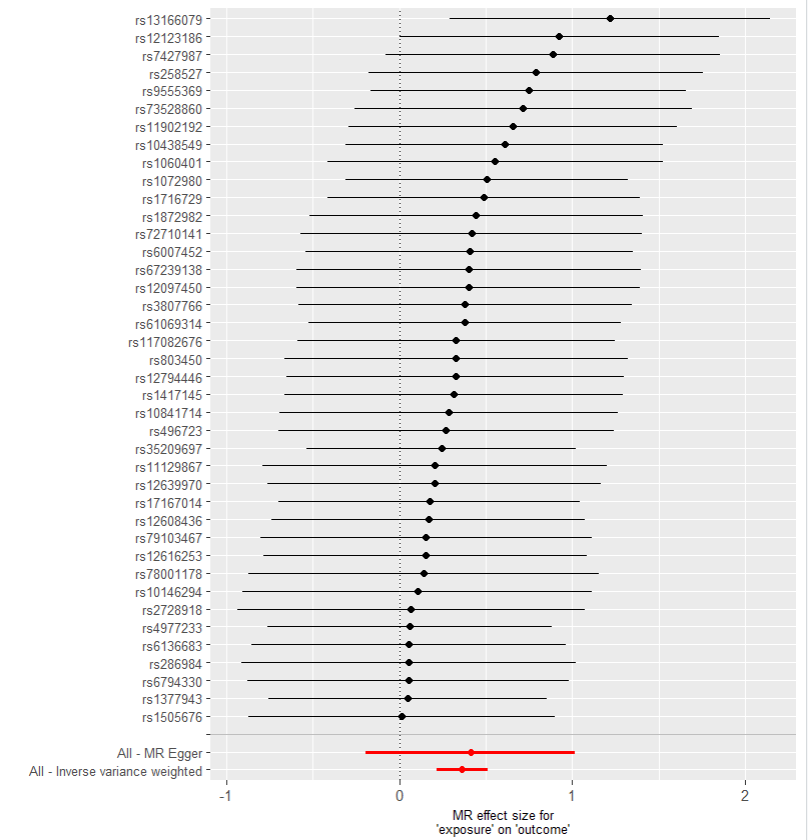 rs13166079
rs12123186
rs7427987
rs258527
rs9555369
rs73528860
rs11902192
rs10438549
rs1060401
rs1072980
rs1716729
rs1872982
rs72710141
rs6007452
rs67239138
rs12097450
rs3807766
rs61069314
rs117082676
rs803450
rs12794446
rs1417145
rs10841714
rs496723
rs35209697
rs11129867
rs12639970
rs17167014
rs12608436
rs79103467
rs12616253
rs78001178
rs10146294
rs2728918
rs4977233
rs6136683
rs286984
rs6794330
rs1377943
rs1505676
All - MR Egger
All - Inverse variance weighted
-1 0 1 2
MR effect size for
'exposure' on 'outcome'